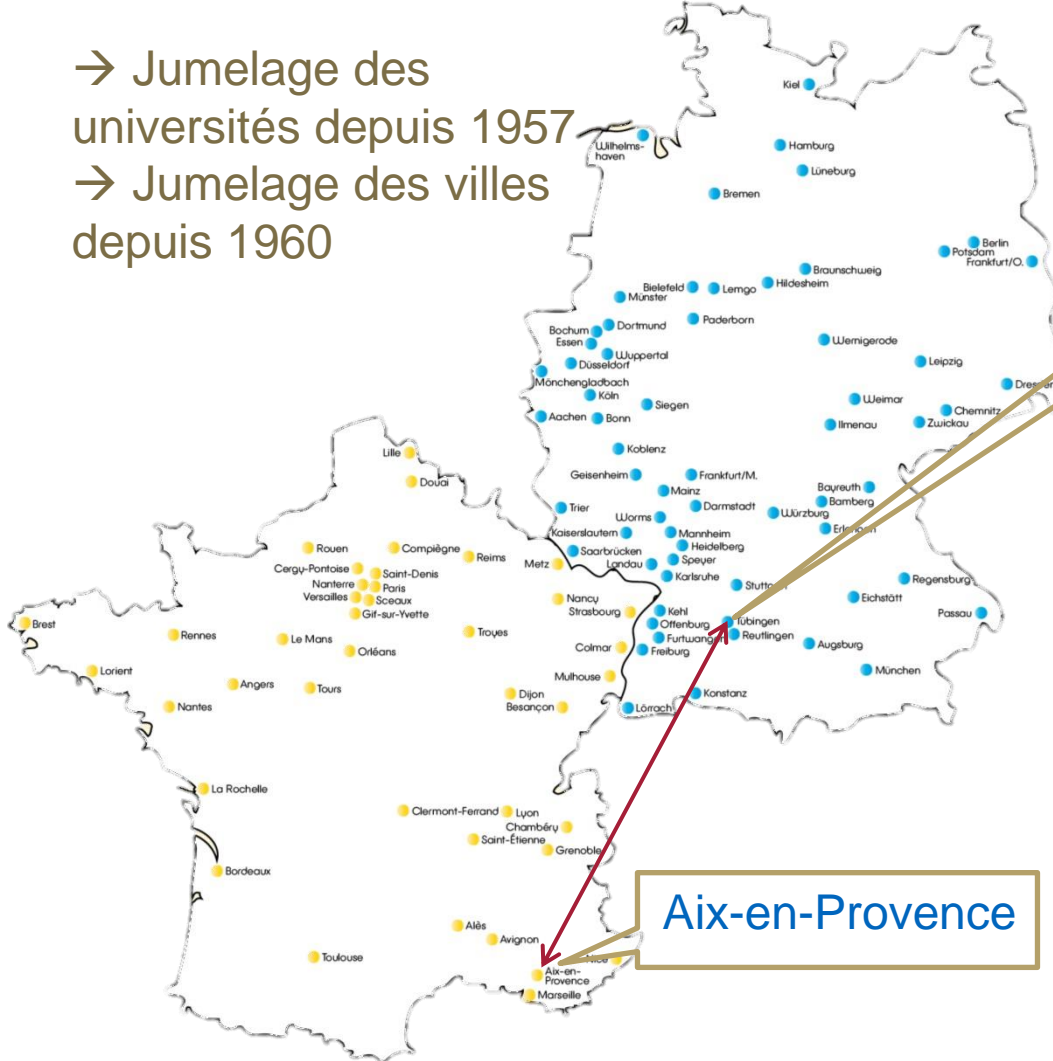 → Jumelage des
universités depuis 1957
→ Jumelage des villes
depuis 1960
Kiel
Wilhelms-
haven
Hamburg
Lüneburg
Bremen
Berlin
Potsdam
Frankfurt/O.
Braunschweig
Hildesheim
Bielefeld
Lemgo
Münster
Paderborn
Dortmund
Bochum
Essen
Wuppertal
Düsseldorf
Mönchengladbach
Wernigerode
Leipzig
Dresden
Köln
Siegen
Weimar
Chemnitz
Zwickau
Ilmenau
Aachen
Bonn
Koblenz
Geisenheim
Frankfurt/M.
Mainz
Bayreuth
Bamberg
Trier
Darmstadt
Würzburg
Worms
Erlangen
Kaiserslautern
Mannheim
Heidelberg
Saarbrücken
Landau
Speyer
Karlsruhe
Stuttgart
Regensburg
Eichstätt
Passau
Kehl
Offenburg
Tübingen
Reutlingen
Furtwangen
Freiburg
Augsburg
München
Konstanz
Lörrach
Lille
Douai
Rouen
Compiègne
Reims
Metz
Cergy-Pontoise
Saint-Denis
Nanterre
Paris
Versailles
Sceaux
Gif-sur-Yvette
Nancy
Strasbourg
Brest
Rennes
Le Mans
Troyes
Orléans
Colmar
Lorient
Angers
Tours
Mulhouse
Nantes
Dijon
Besançon
La Rochelle
Clermont-Ferrand
Lyon
Chambéry
Saint-Étienne
Grenoble
Bordeaux
Aix-en-Provence
Alès
Avignon
Toulouse
Nice
Aix-en-
Provence
Marseille